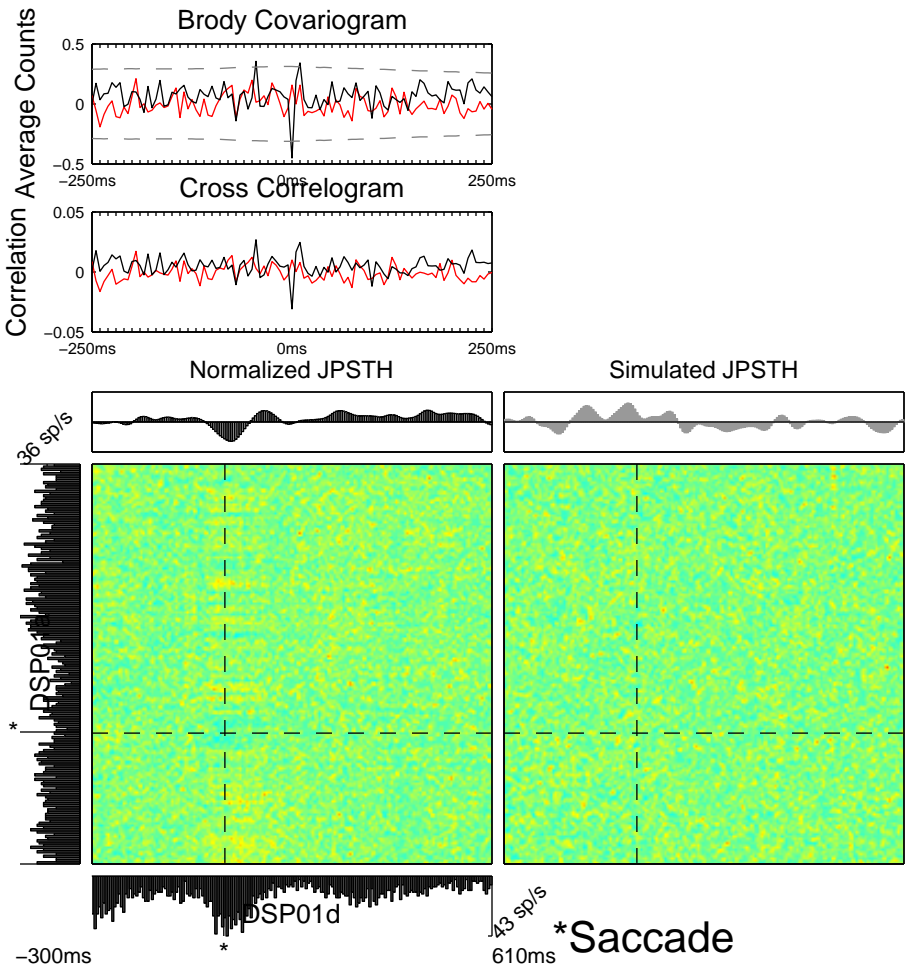 Brody Covariogram
Average Counts
0.5
0
−0.5
−250ms
0ms
250ms
Cross Correlogram
Correlation
0.05
0
−0.05
−250ms
0ms
250ms
Normalized JPSTH
Simulated JPSTH
36 sp/s
*
DSP01d
*
43 sp/s
*Saccade
−300ms
610ms